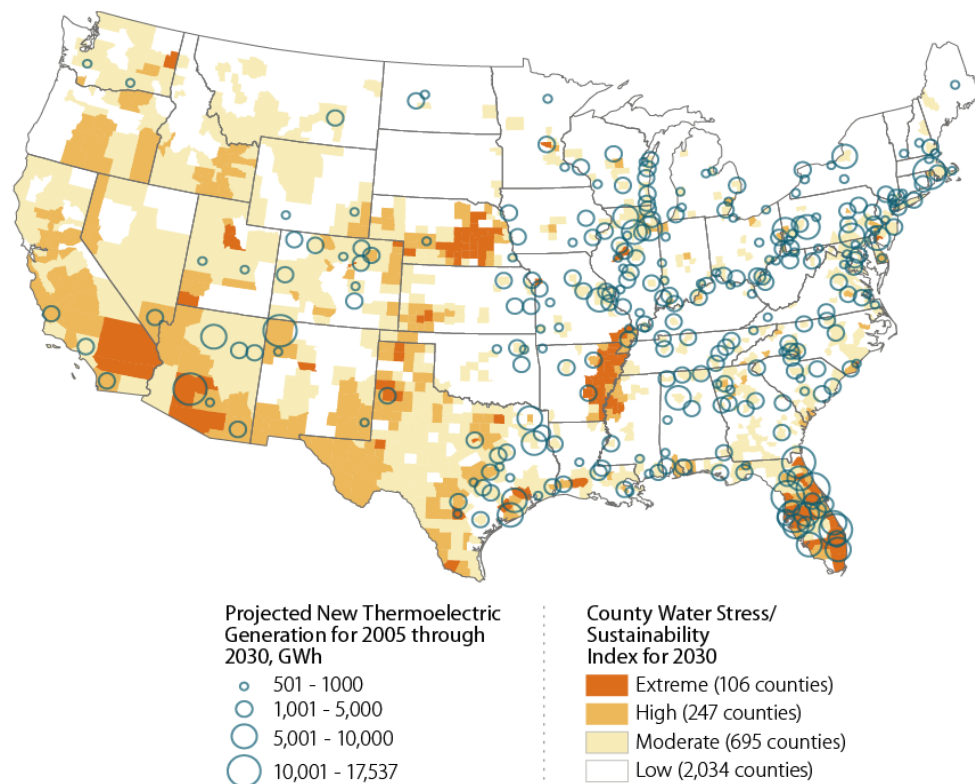 Projected New Thermoelectric
Generation for 2005 through
2030, GWh
501 - 1000
1,001 - 5,000
5,001 - 10,000
10,001 - 17,537
County Water Stress/
Sustainability
Index for 2030
Extreme (106 counties)
High (247 counties)
Moderate (695 counties)
Low (2,034 counties)